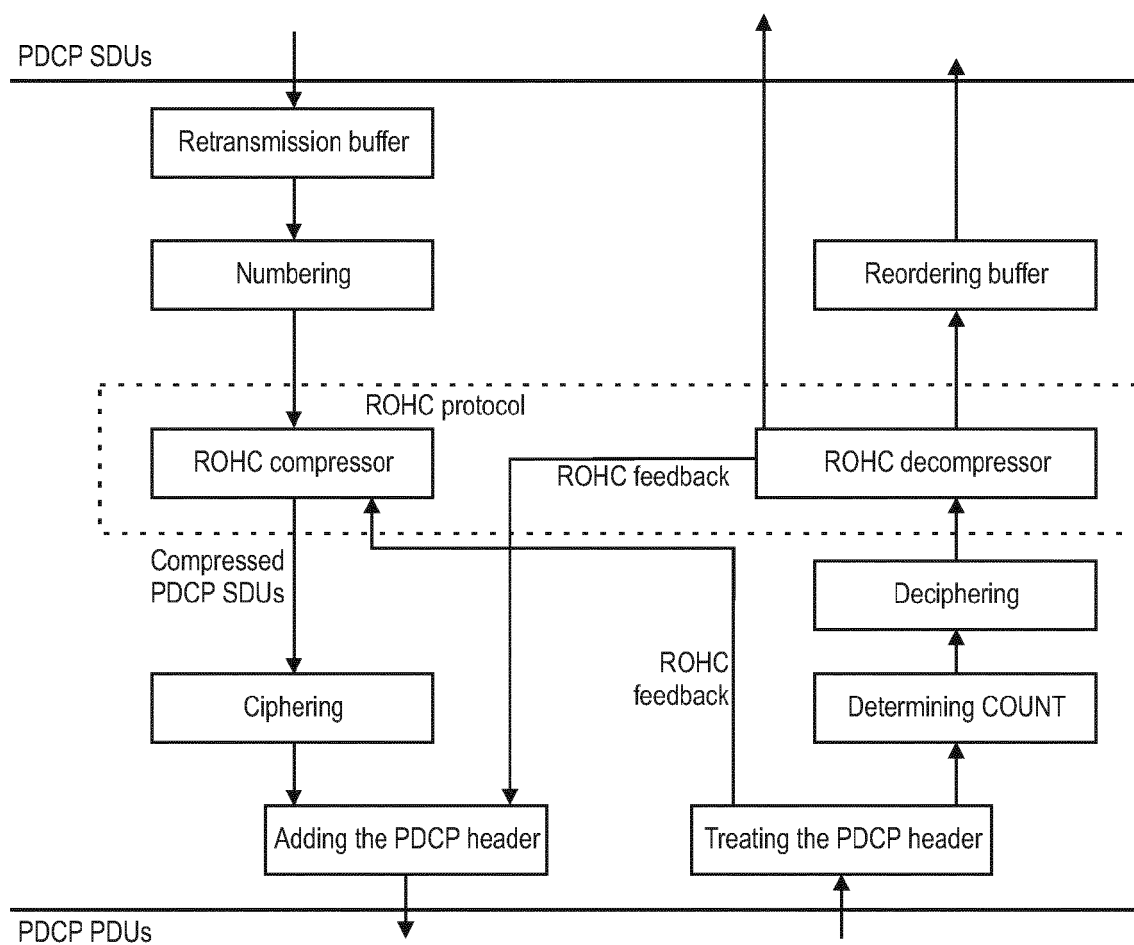 PDCP SDUs
Retransmission buffer
Numbering
Reordering buffer
ROHC protocol
ROHC compressor
ROHC feedback
ROHC decompressor
Compressed
PDCP SDUs
Deciphering
ROHC
feedback
Ciphering
Determining COUNT
Adding the PDCP header
Treating the PDCP header
PDCP PDUs